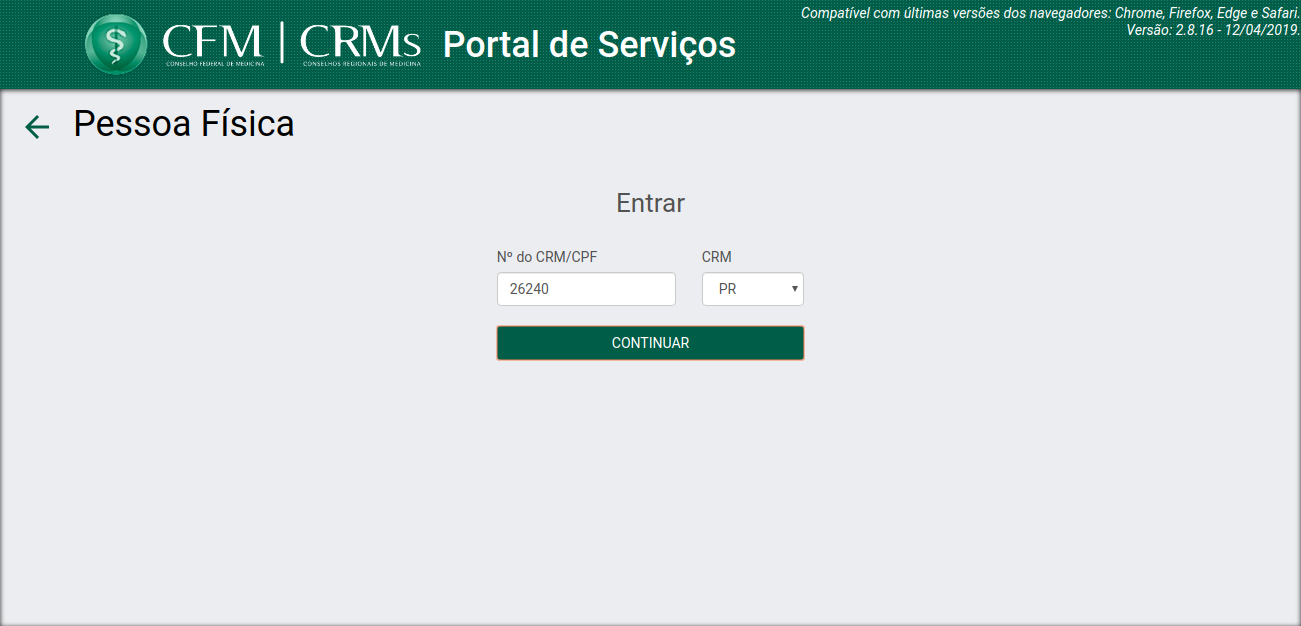 Compatível com últimas versões dos navegadores: Chrome, Firefox, Edge e Safari.
Versão: 2.8.16 - 12/04/2019.
CFM | CRMs Portal de Serviços
CONSELHO FEDERAL DE MEDICINA CONSELHOS REGIONAIS DE MEDICINA
Pessoa Física
Entrar
Nº do CRM/CPF CRM
26240 PR
CONTINUAR